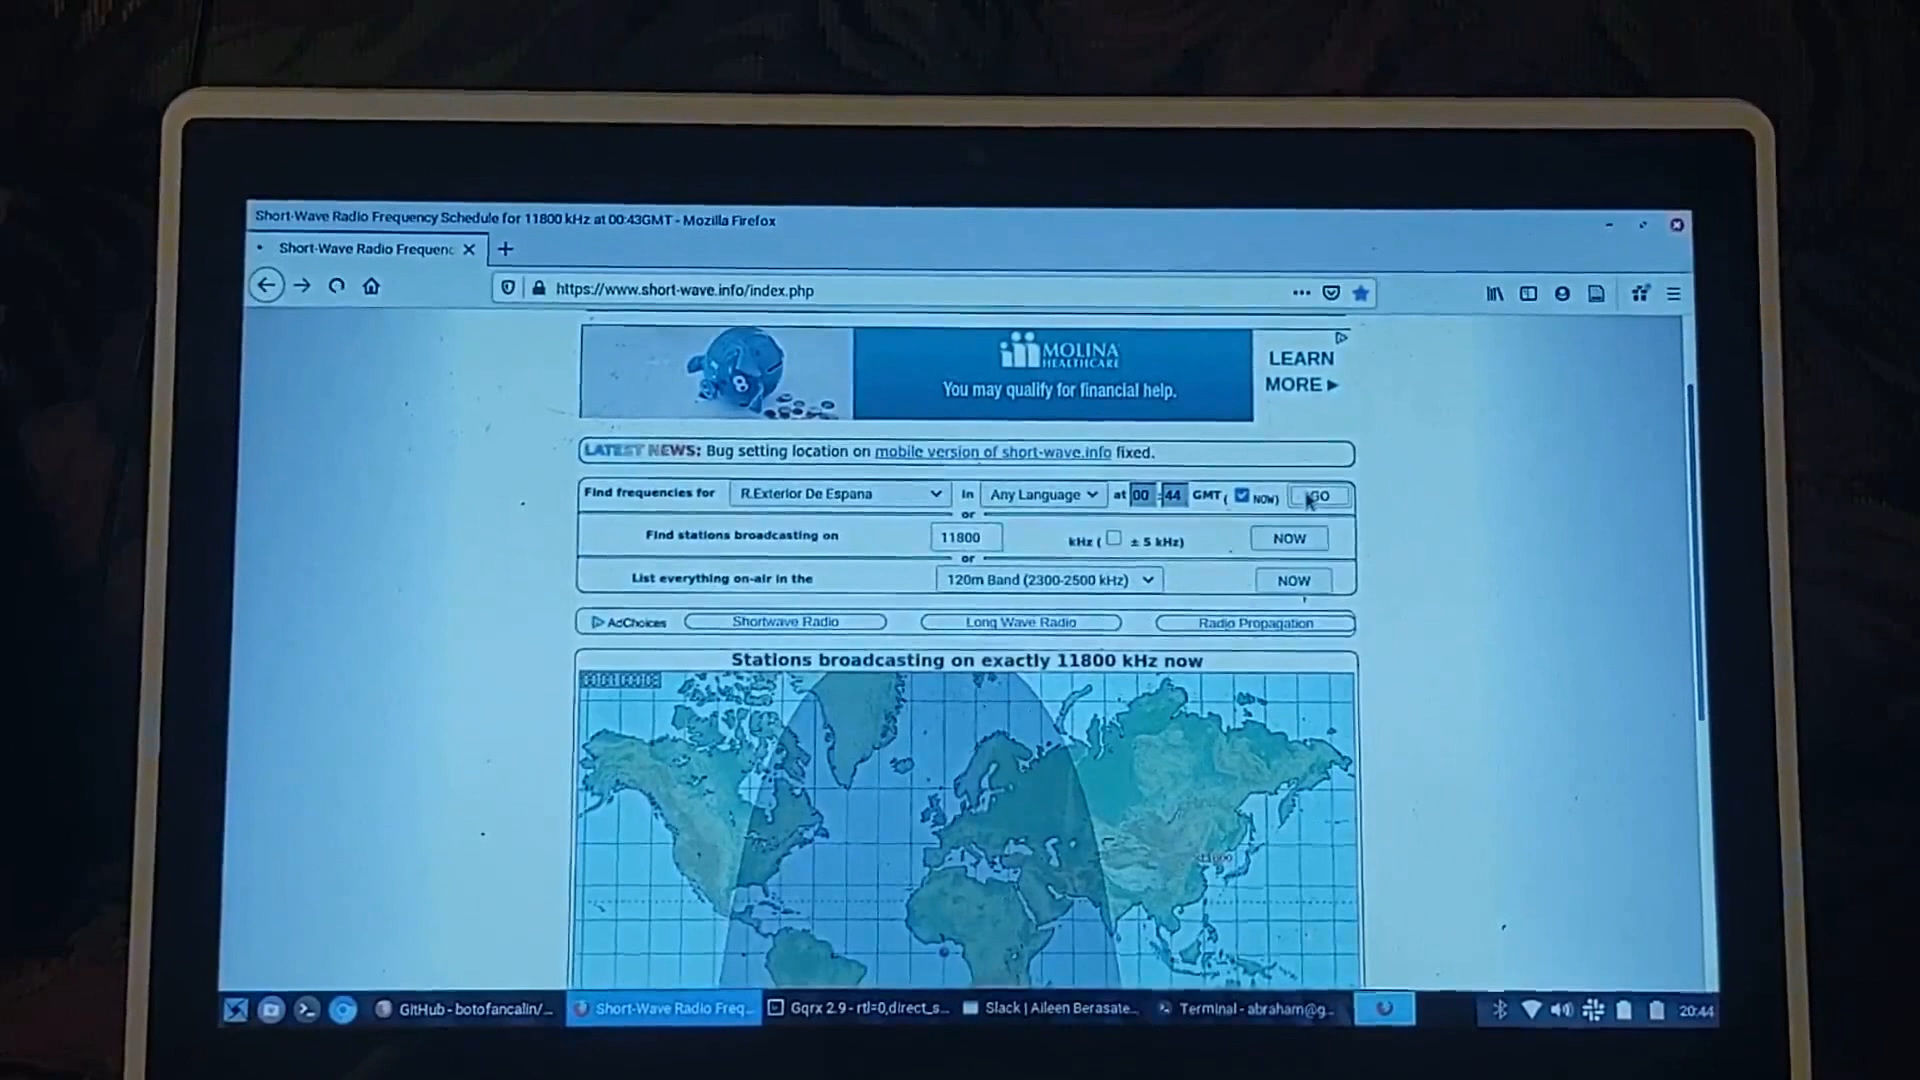 Short-Wave Radio Frequency Schedule for 11800 kHz at 00:43GMT - Mozilla Firefox
Short-Wave Radio Frequenc
https://www.short-wave.info/index.php
MOLINA
HEALTHCARE
You may qualify for financial help.
LEARN
MORE
8
LATEST NEWS: Bug setting location on mobile version of short-wave.info fixed.
Find frequencies for R.Exterior De Espana in Any Language at 00 : 44 GMT ( NOW) GO
or
Find stations broadcasting on 11800 kHz ( ± 5 kHz) NOW
or
List everything on-air in the 120m Band (2300-2500 kHz) NOW
AdChoices Shortwave Radio Long Wave Radio Radio Propagation
Stations broadcasting on exactly 11800 kHz now
GitHub - botofancalin/... Short-Wave Radio Freq... Gqrx 2.9 - rtl=0,direct_s... Slack | Aileen Berasate... Terminal - abraham@g... 20:44